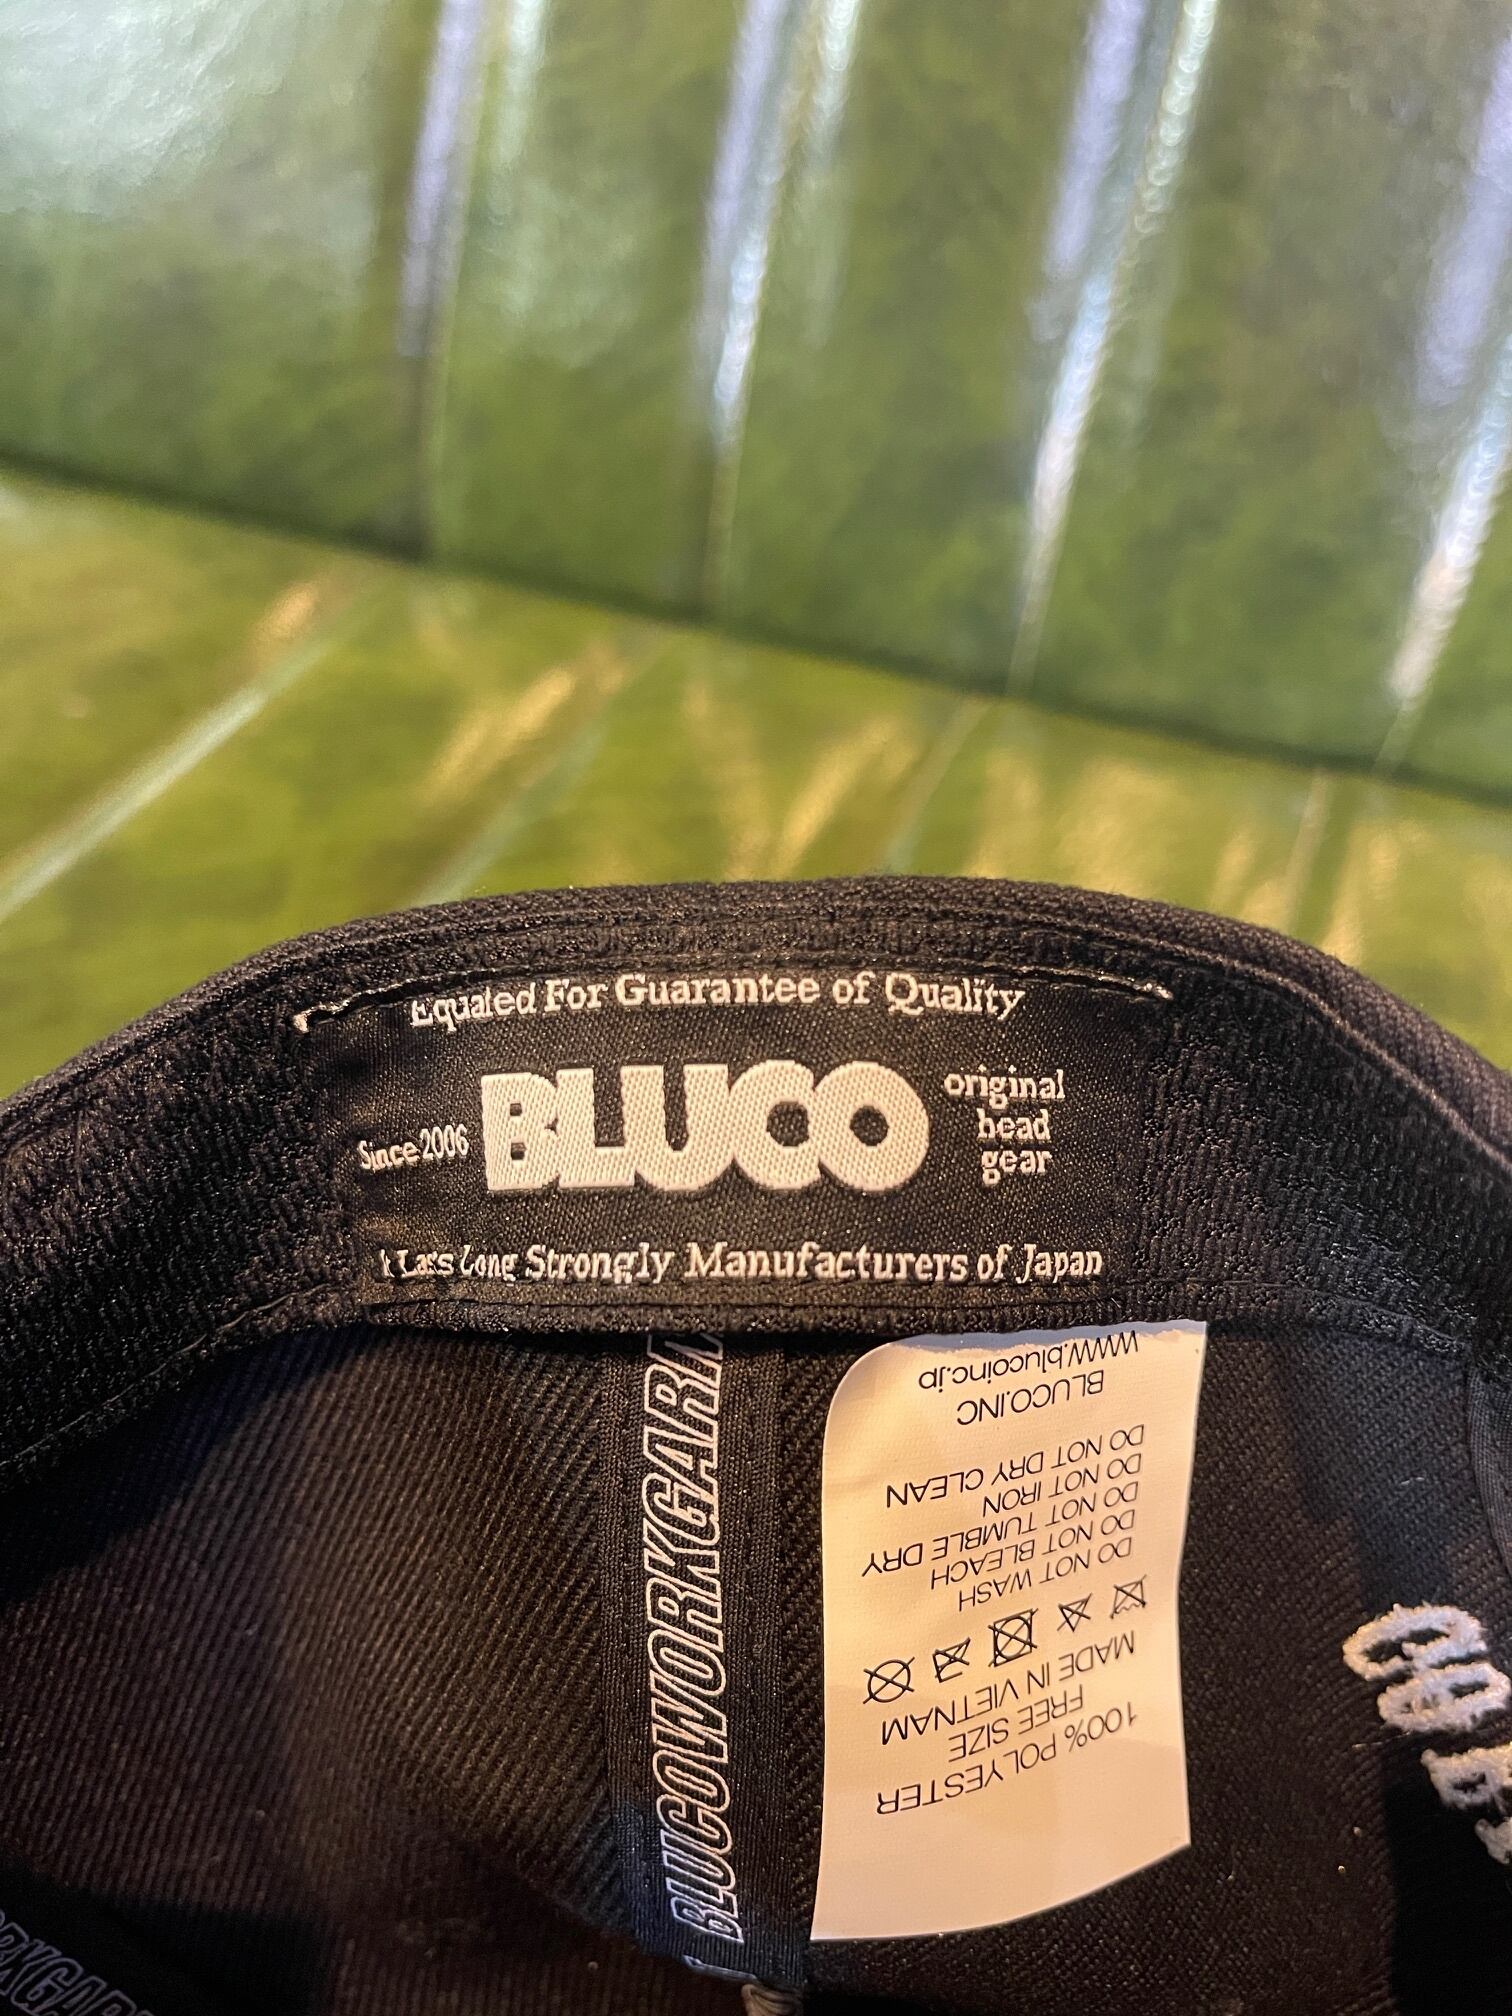 Equaled For Guarantee of Quality
Since 2006
BLUCO
original
head
gear
Long Strongly Manufacturers of Japan
BLUCOWORKGARM
100% POLYESTER
FREE SIZE
MADE IN VIETNAM
DO NOT WASH
DO NOT BLEACH
DO NOT TUMBLE DRY
DO NOT IRON
DO NOT DRY CLEAN
BLUCO.INC
WWW.blucoinc.jp